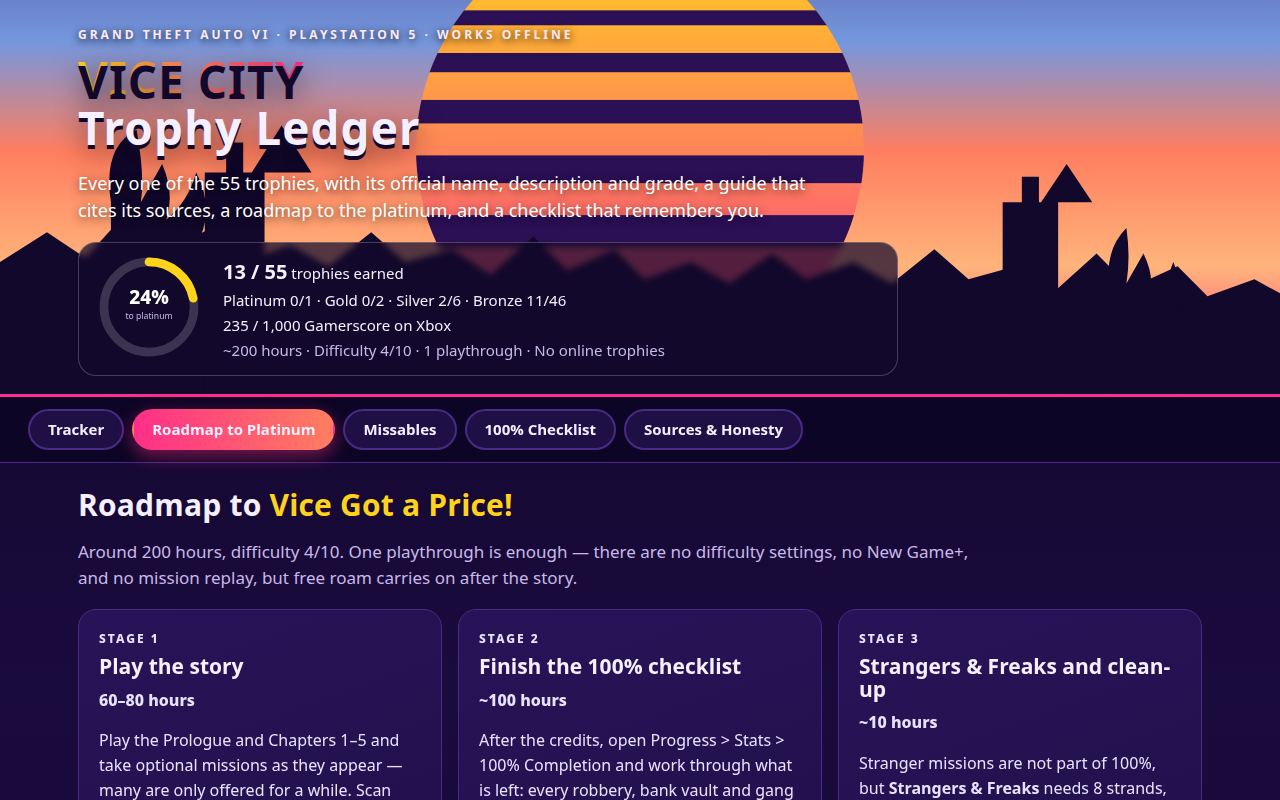 GRAND THEFT AUTO VI · PLAYSTATION 5 · WORKS OFFLINE
VICE CITY
Trophy Ledger
Every one of the 55 trophies, with its official name, description and grade, a guide that
cites its sources, a roadmap to the platinum, and a checklist that remembers you.
24%
to platinum
13 / 55 trophies earned
Platinum 0/1 · Gold 0/2 · Silver 2/6 · Bronze 11/46
235 / 1,000 Gamerscore on Xbox
~200 hours · Difficulty 4/10 · 1 playthrough · No online trophies
Tracker
Roadmap to Platinum
Missables
100% Checklist
Sources & Honesty
Roadmap to Vice Got a Price!
Around 200 hours, difficulty 4/10. One playthrough is enough — there are no difficulty settings, no New Game+,
and no mission replay, but free roam carries on after the story.
STAGE 1
Play the story
60–80 hours
Play the Prologue and Chapters 1–5 and
take optional missions as they appear —
many are only offered for a while. Scan
STAGE 2
Finish the 100% checklist
~100 hours
After the credits, open Progress > Stats >
100% Completion and work through what
is left: every robbery, bank vault and gang
STAGE 3
Strangers & Freaks and clean-
up
~10 hours
Stranger missions are not part of 100%,
but Strangers & Freaks needs 8 strands,